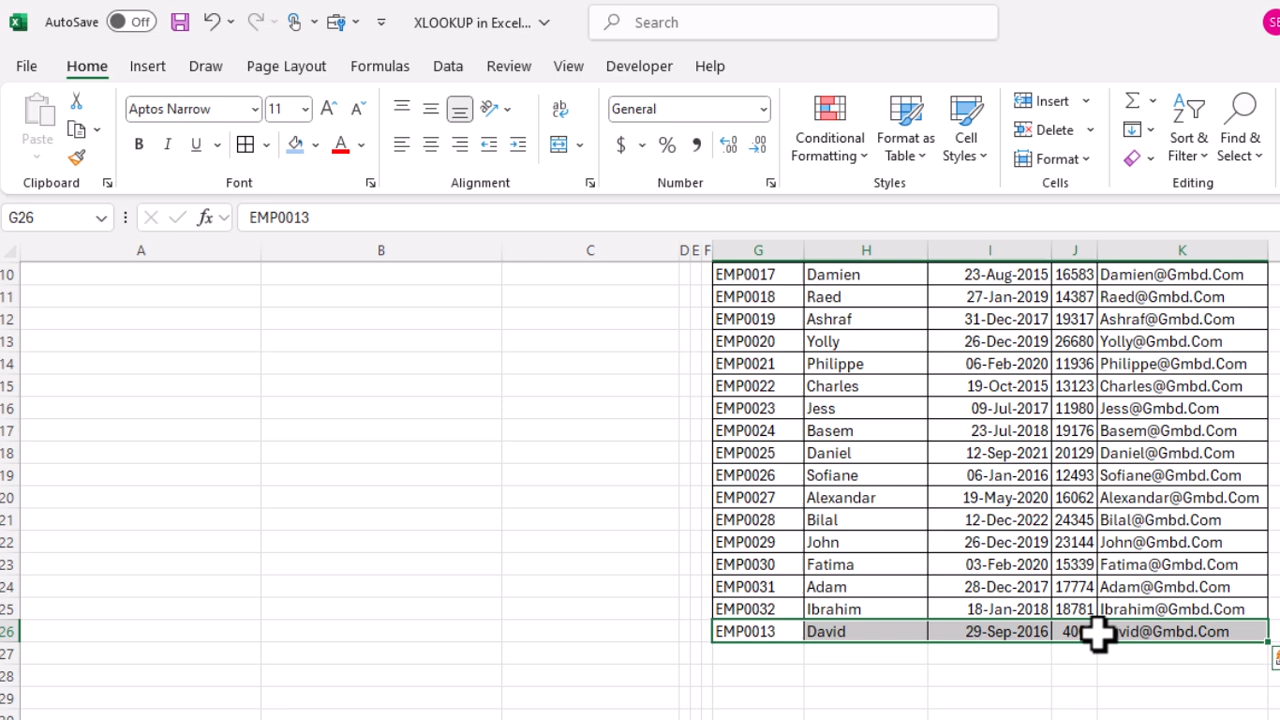 AutoSave Off XLOOKUP in Excel... Search
File Home Insert Draw Page Layout Formulas Data Review View Developer Help
Paste Aptos Narrow 11 A A ab General Conditional Formatting Format as Table Cell Styles Insert Delete Format Sort & Filter Find & Select
B I U A $ %
Clipboard Font Alignment Number Styles Cells Editing
G26 fx EMP0013
A B C D E F G H I J K
10 EMP0017 Damien 23-Aug-2015 16583 Damien@Gmbd.Com
11 EMP0018 Raed 27-Jan-2019 14387 Raed@Gmbd.Com
12 EMP0019 Ashraf 31-Dec-2017 19317 Ashraf@Gmbd.Com
13 EMP0020 Yolly 26-Dec-2019 26680 Yolly@Gmbd.Com
14 EMP0021 Philippe 06-Feb-2020 11936 Philippe@Gmbd.Com
15 EMP0022 Charles 19-Oct-2015 13123 Charles@Gmbd.Com
16 EMP0023 Jess 09-Jul-2017 11980 Jess@Gmbd.Com
17 EMP0024 Basem 23-Jul-2018 19176 Basem@Gmbd.Com
18 EMP0025 Daniel 12-Sep-2021 20129 Daniel@Gmbd.Com
19 EMP0026 Sofiane 06-Jan-2016 12493 Sofiane@Gmbd.Com
20 EMP0027 Alexandar 19-May-2020 16062 Alexandar@Gmbd.Com
21 EMP0028 Bilal 12-Dec-2022 24345 Bilal@Gmbd.Com
22 EMP0029 John 26-Dec-2019 23144 John@Gmbd.Com
23 EMP0030 Fatima 03-Feb-2020 15339 Fatima@Gmbd.Com
24 EMP0031 Adam 28-Dec-2017 17774 Adam@Gmbd.Com
25 EMP0032 Ibrahim 18-Jan-2018 18781 Ibrahim@Gmbd.Com
26 EMP0013 David 29-Sep-2016
27
28
29